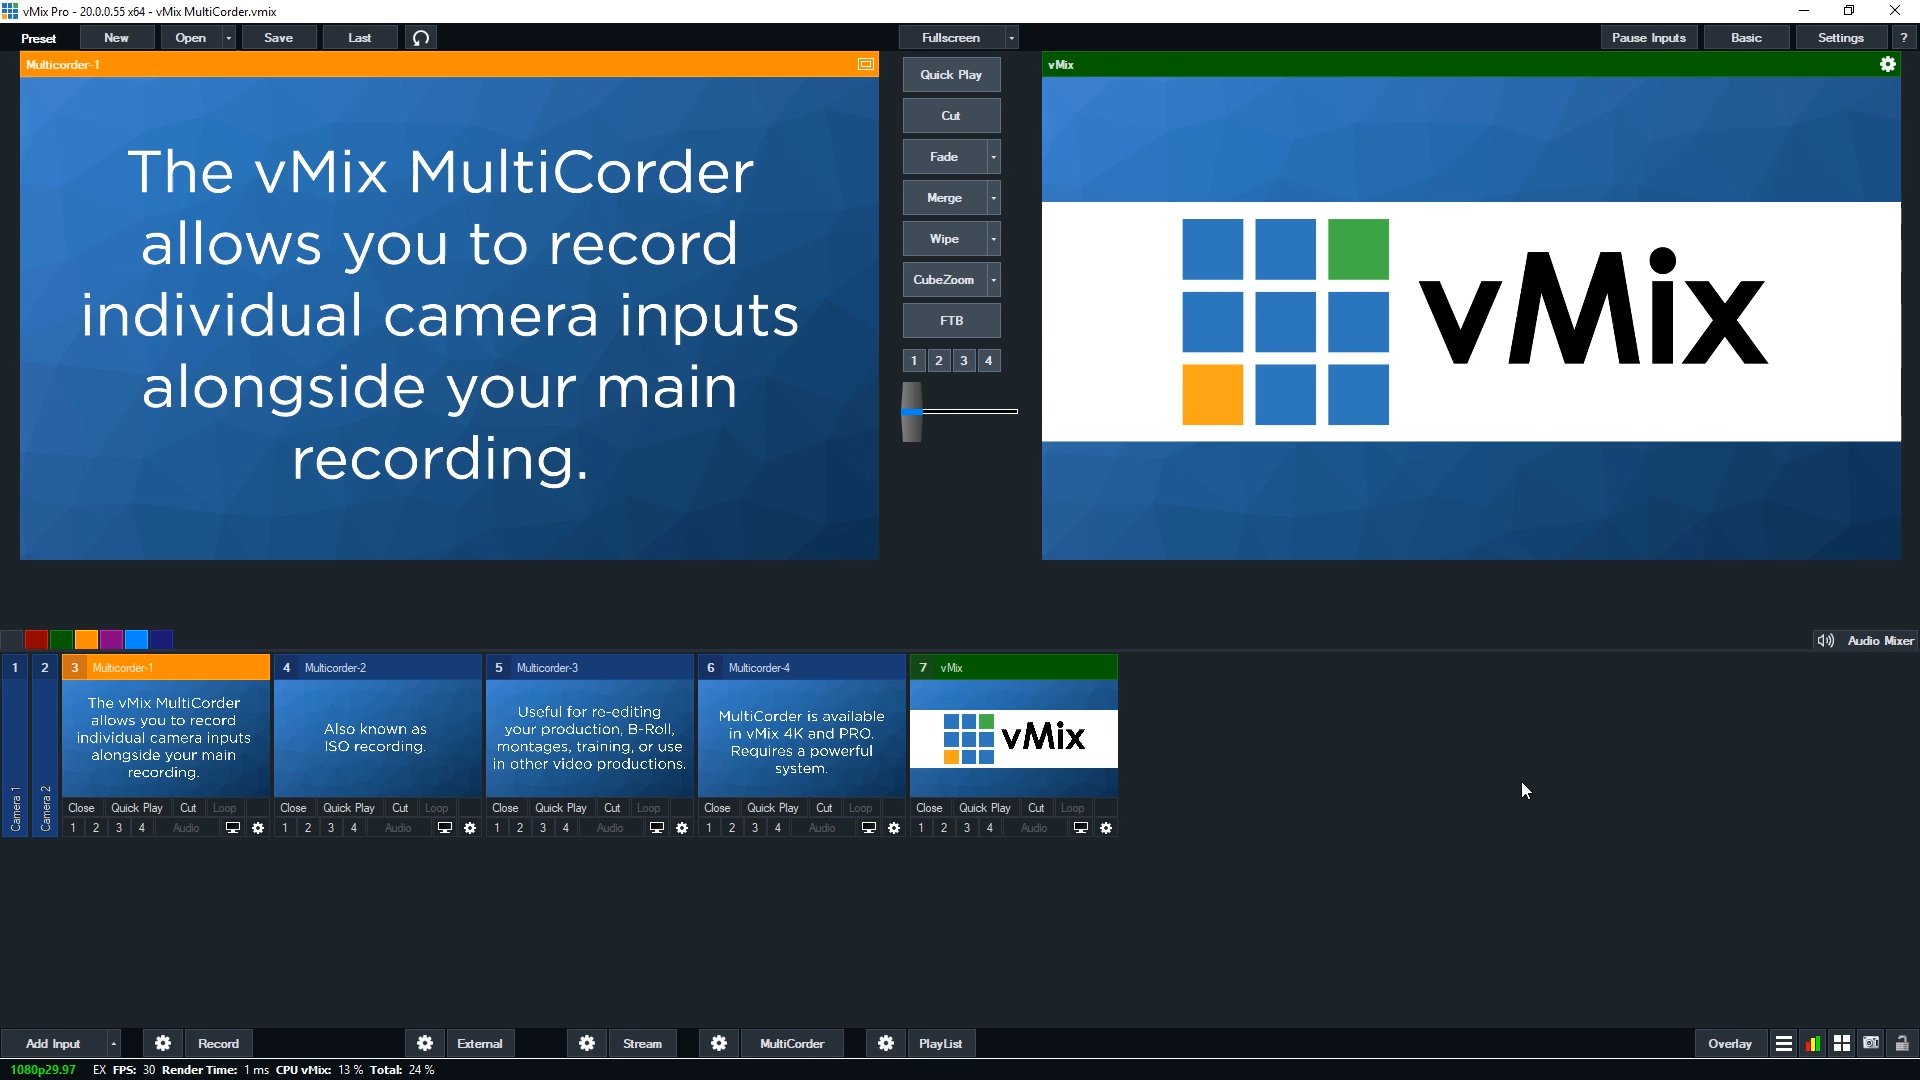 vMix Pro - 20.0.0.55 x64 - vMix MultiCorder.vmix
Preset New Open Save Last Fullscreen Pause Inputs Basic Settings ?
Multicorder-1
The vMix MultiCorder
allows you to record
individual camera inputs
alongside your main
recording.
Quick Play
Cut
Fade
Merge
Wipe
CubeZoom
FTB
1 2 3 4
vMix
vMix
Audio Mixer
1 Camera 1
2 Camera 2
3 Multicorder-1
The vMix MultiCorder
allows you to record
individual camera inputs
alongside your main
recording.
Close Quick Play Cut Loop
1 2 3 4 Audio
4 Multicorder-2
Also known as
ISO recording.
Close Quick Play Cut Loop
1 2 3 4 Audio
5 Multicorder-3
Useful for re-editing
your production, B-Roll,
montages, training, or use
in other video productions.
Close Quick Play Cut Loop
1 2 3 4 Audio
6 Multicorder-4
MultiCorder is available
in vMix 4K and PRO.
Requires a powerful
system.
Close Quick Play Cut Loop
1 2 3 4 Audio
7 vMix
vMix
Close Quick Play Cut Loop
1 2 3 4 Audio
Add Input Record External Stream MultiCorder PlayList Overlay
1080p29.97 EX FPS: 30 Render Time: 1 ms CPU vMix: 13 % Total: 24 %